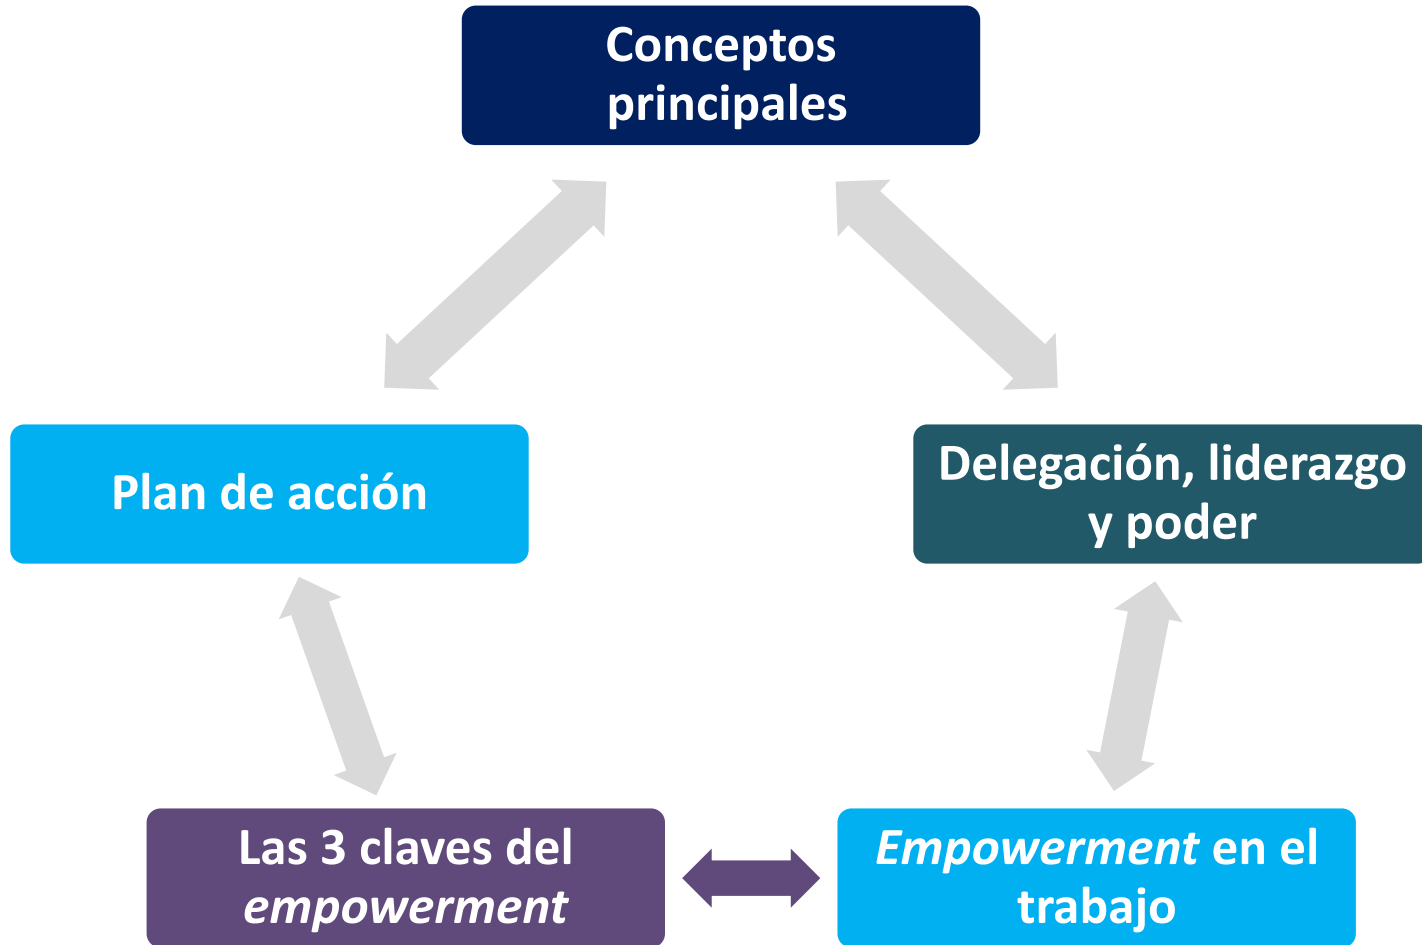 Conceptos
principales
Plan de acción
Delegación, liderazgo
y poder
Las 3 claves del
empowerment
Empowerment en el
trabajo